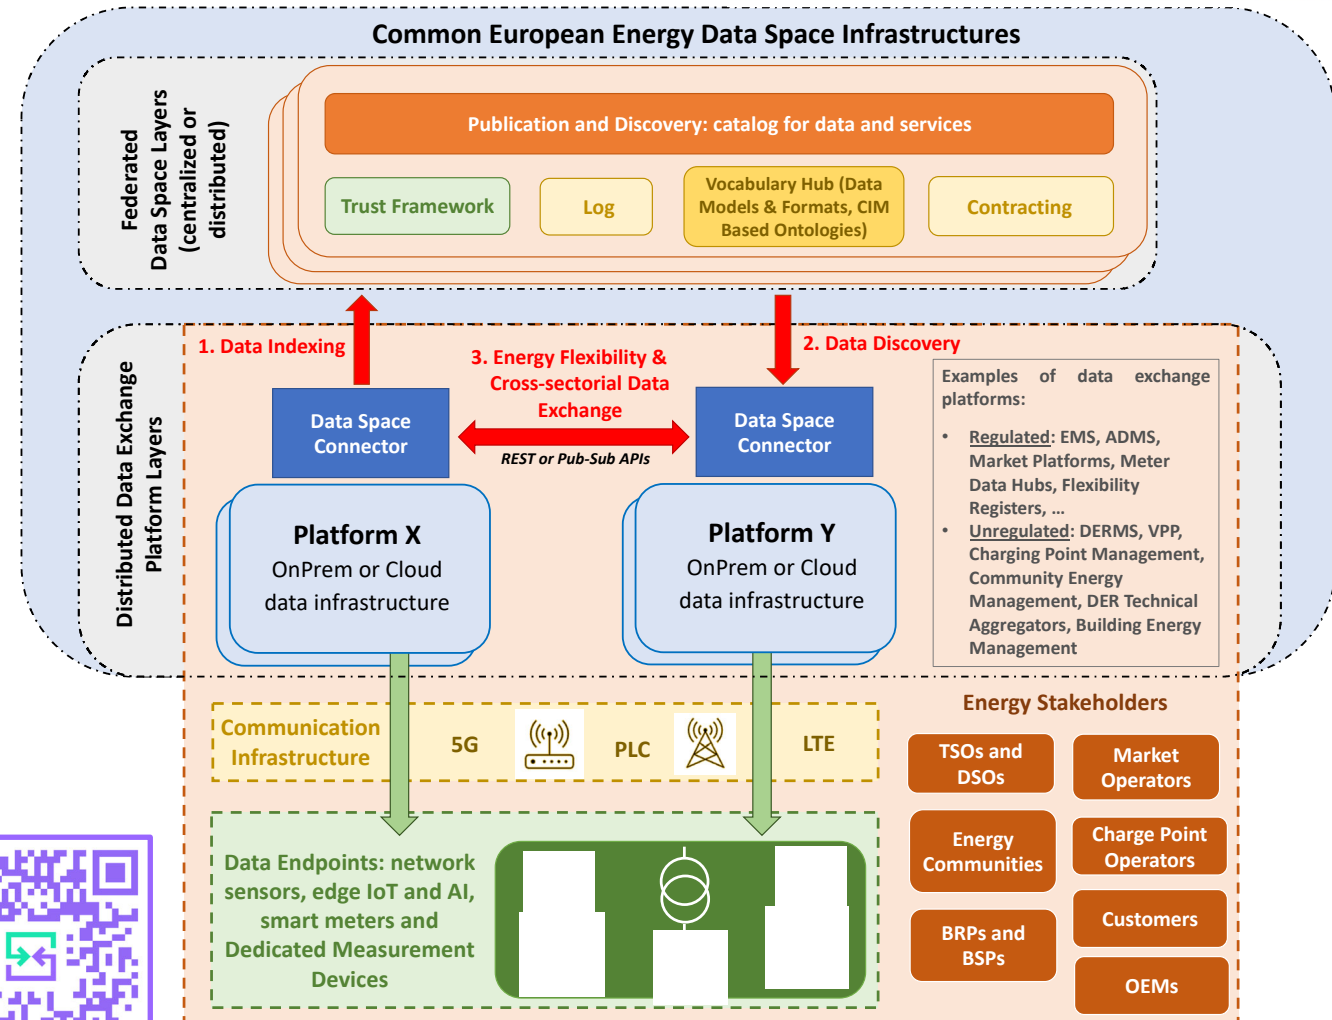 Common European Energy Data Space Infrastructures
Federated
Data Space Layers
(centralized or
distributed)
Publication and Discovery: catalog for data and services
Trust Framework
Log
Vocabulary Hub (Data
Models & Formats, CIM
Based Ontologies)
Contracting
Distributed Data Exchange
Platform Layers
1. Data Indexing
2. Data Discovery
3. Energy Flexibility &
Cross-sectorial Data
Exchange
REST or Pub-Sub APIs
Data Space
Connector
Data Space
Connector
Platform X
OnPrem or Cloud
data infrastructure
Platform Y
OnPrem or Cloud
data infrastructure
Examples of data exchange
platforms:
• Regulated: EMS, ADMS,
Market Platforms, Meter
Data Hubs, Flexibility
Registers, ...
• Unregulated: DERMS, VPP,
Charging Point Management,
Community Energy
Management, DER Technical
Aggregators, Building Energy
Management
Communication
Infrastructure
5G
PLC
LTE
Data Endpoints: network
sensors, edge IoT and AI,
smart meters and
Dedicated Measurement
Devices
Energy Stakeholders
TSOs and
DSOs
Market
Operators
Energy
Communities
Charge Point
Operators
BRPs and
BSPs
Customers
OEMs